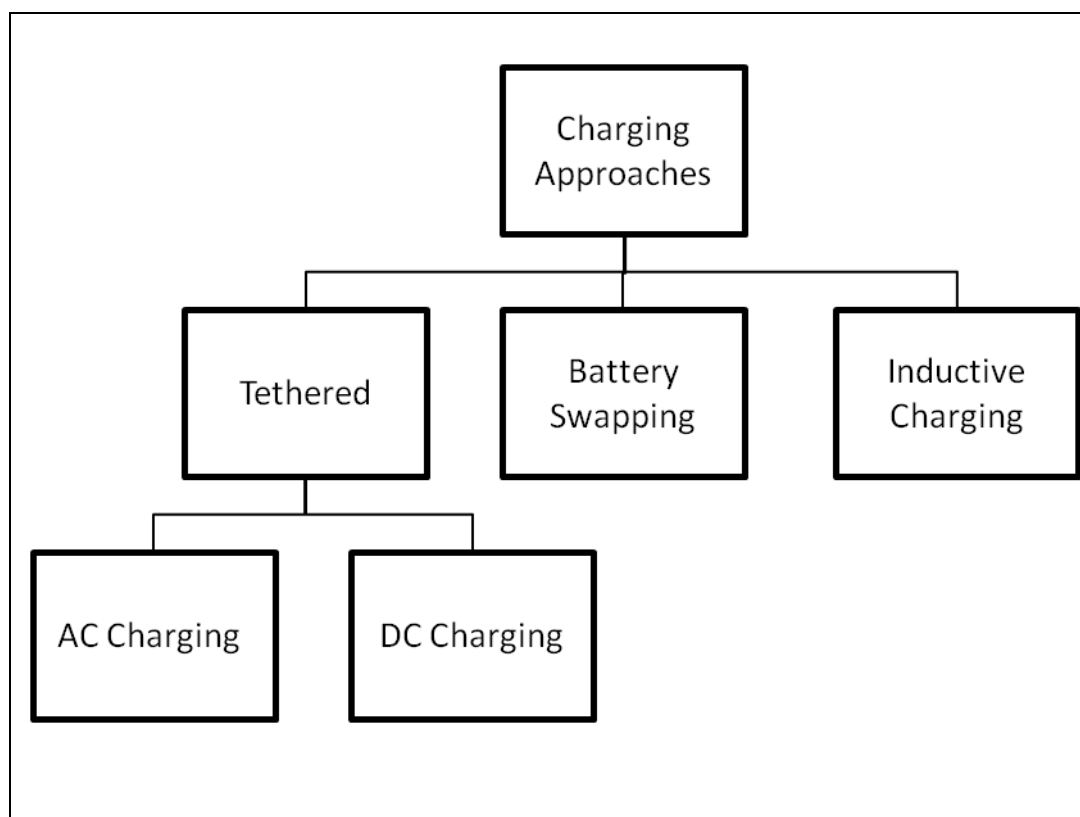 Charging
Approaches
Tethered
Battery
Swapping
Inductive
Charging
AC Charging
DC Charging